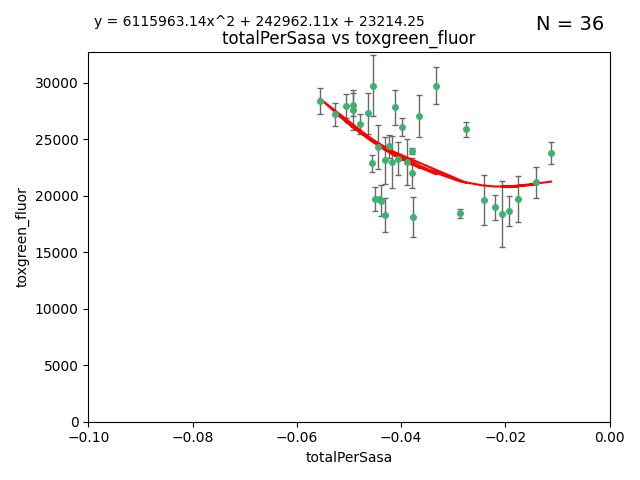 y = 6115963.14x^2 + 242962.11x + 23214.25
N = 36
totalPerSasa vs toxgreen_fluor
30000
25000
20000
15000
10000
5000
0
toxgreen_fluor
−0.10
−0.08
−0.06
−0.04
−0.02
0.00
totalPerSasa